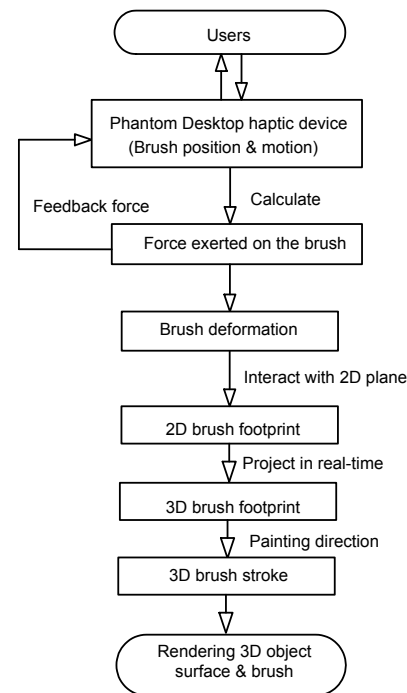 Users
Phantom Desktop haptic device
(Brush position & motion)
Feedback force
Calculate
Force exerted on the brush
Brush deformation
Interact with 2D plane
2D brush footprint
Project in real-time
3D brush footprint
Painting direction
3D brush stroke
Rendering 3D object
surface & brush